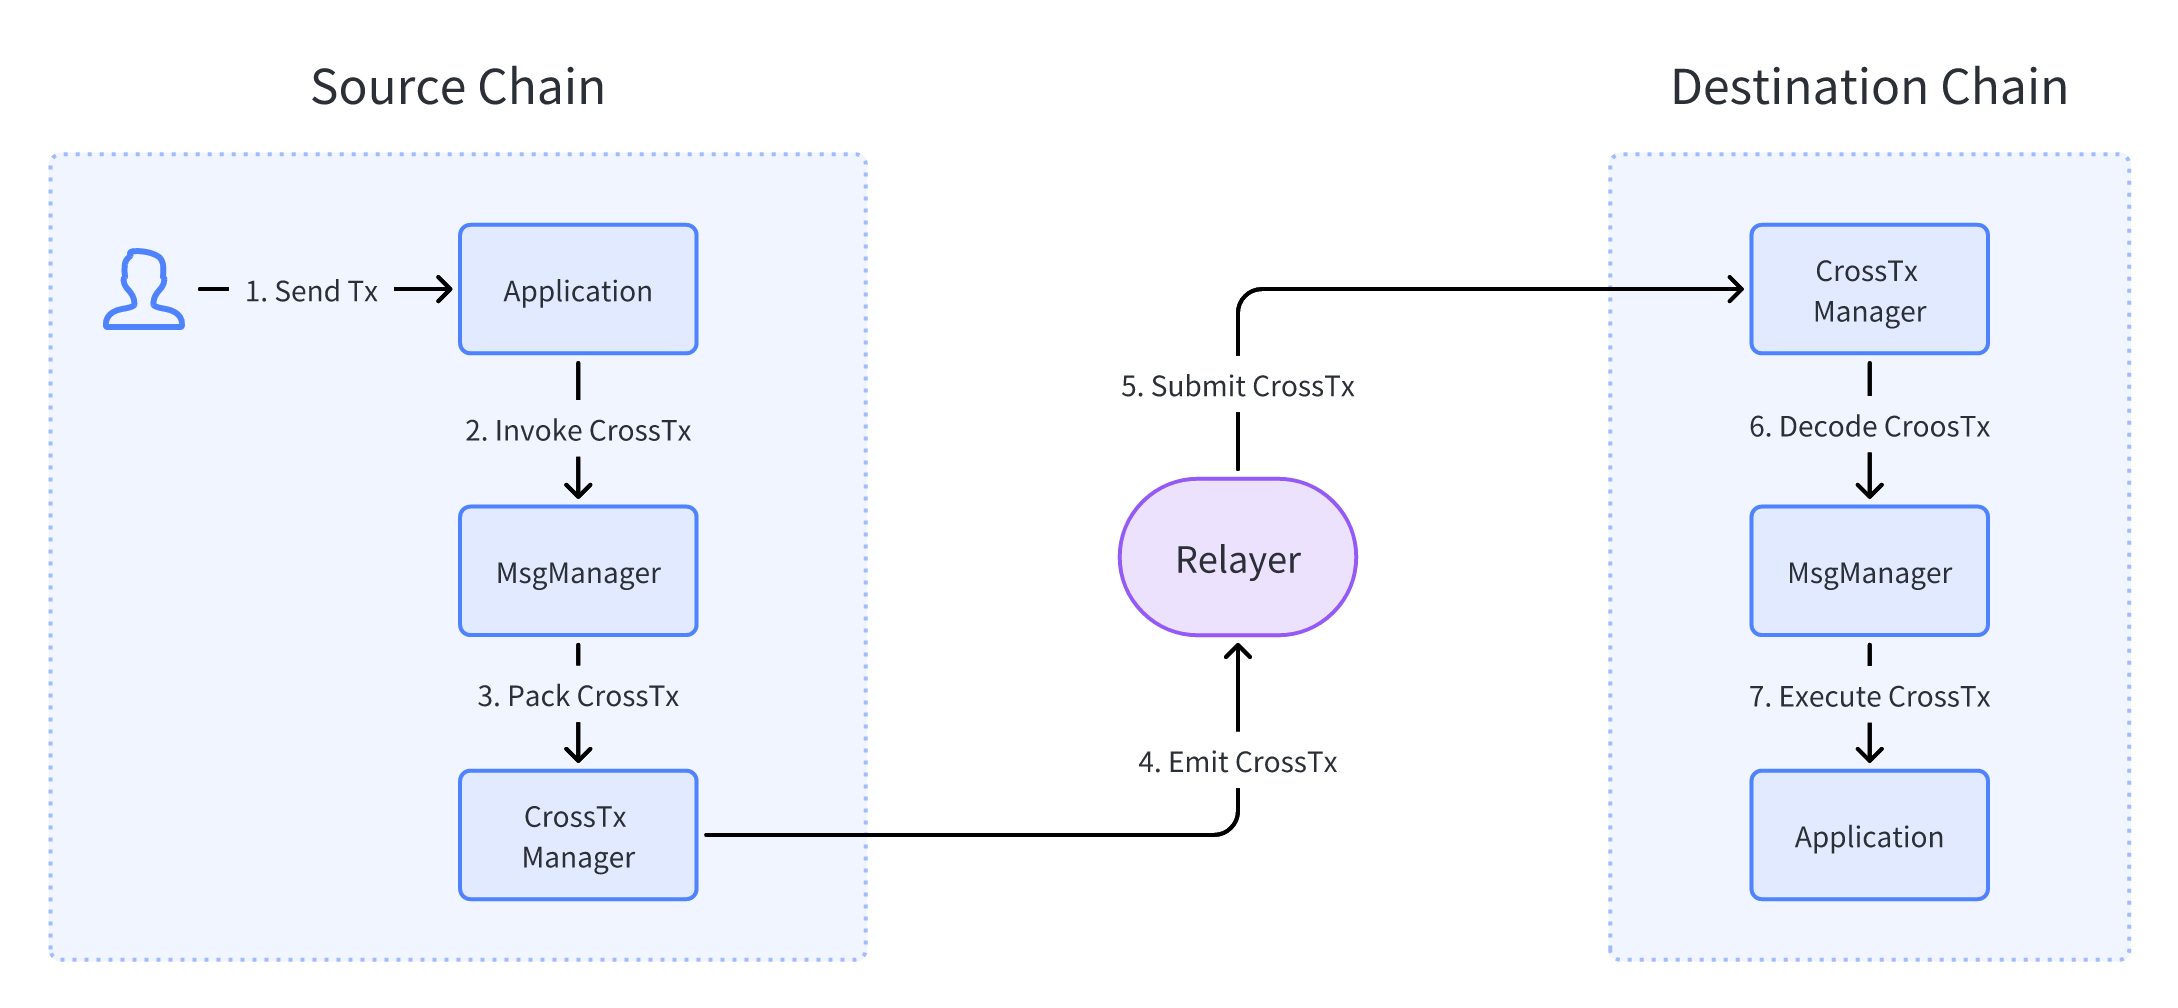 Source Chain
1. Send Tx
Application
2. Invoke CrossTx
MsgManager
3. Pack CrossTx
CrossTx
Manager
4. Emit CrossTx
Relayer
5. Submit CrossTx
Destination Chain
CrossTx
Manager
6. Decode CroosTx
MsgManager
7. Execute CrossTx
Application